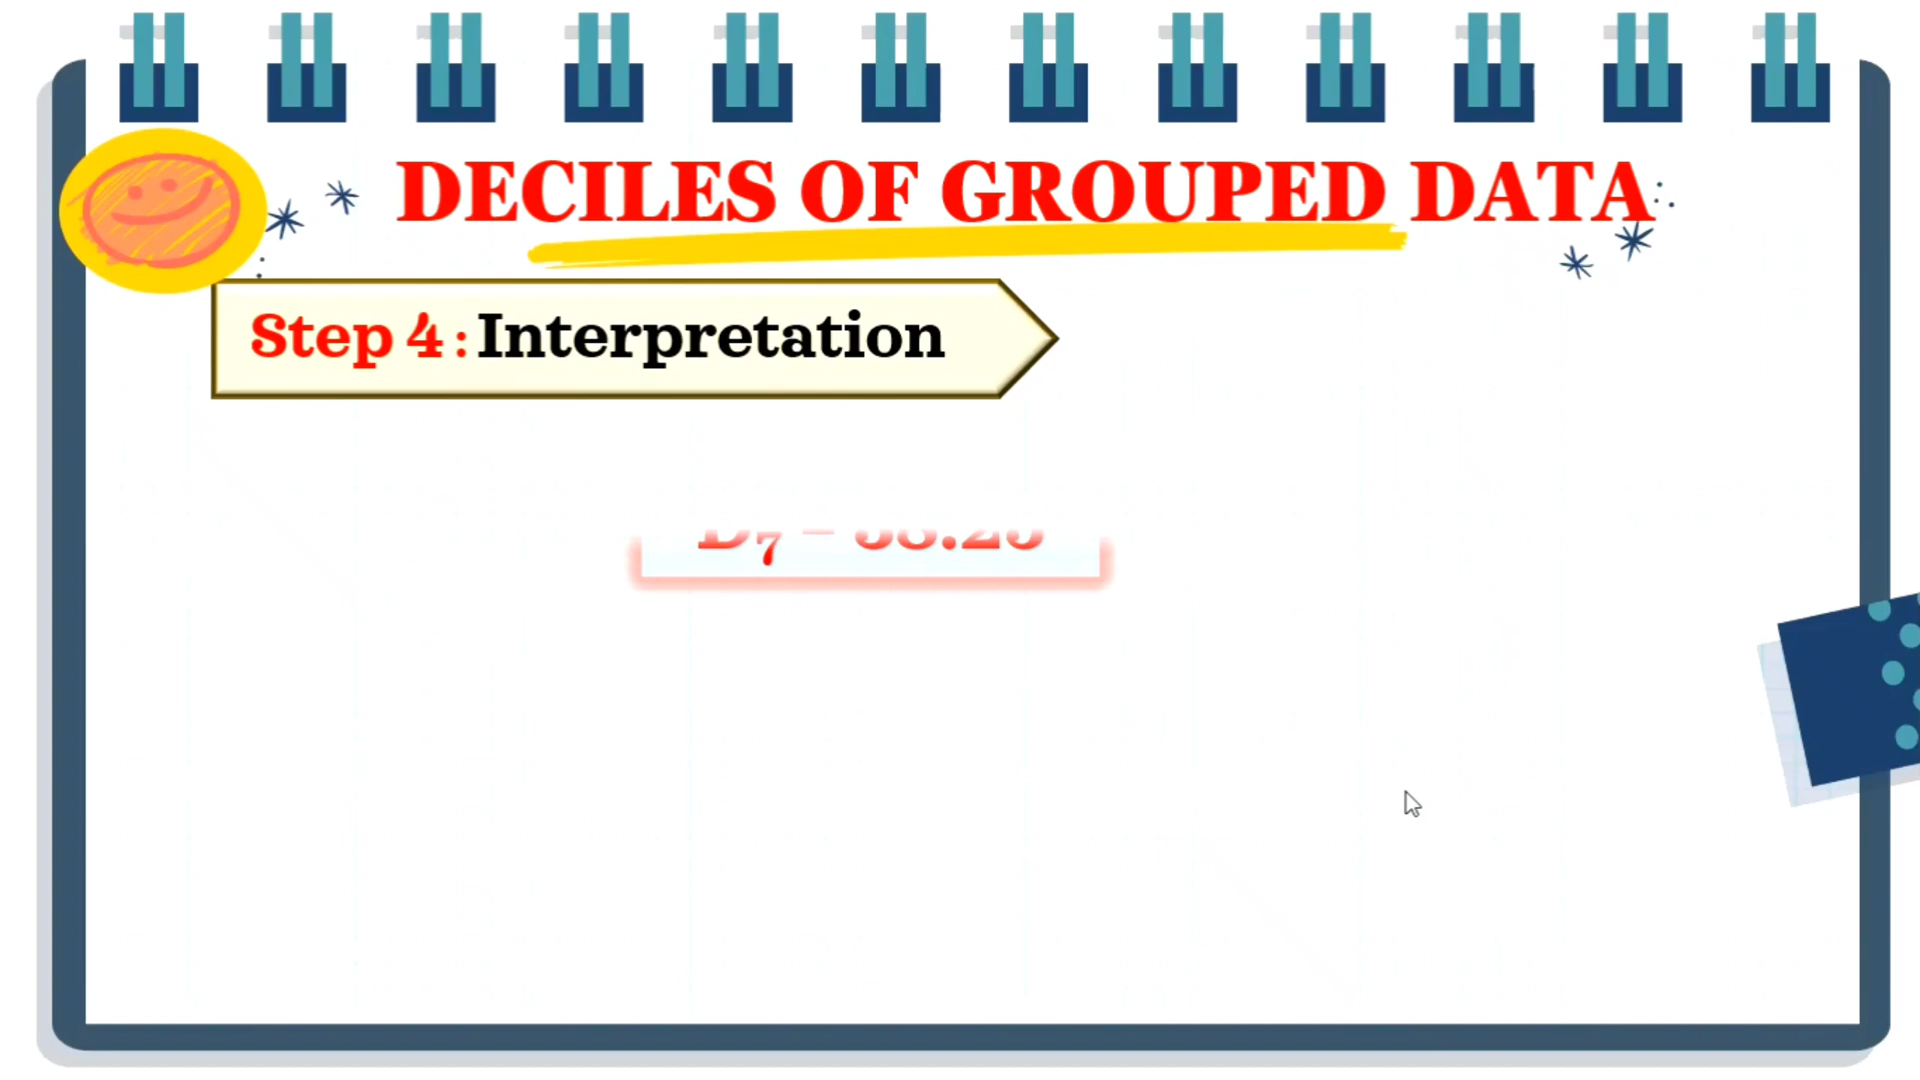 DECILES OF GROUPED DATA
Step 4 : Interpretation